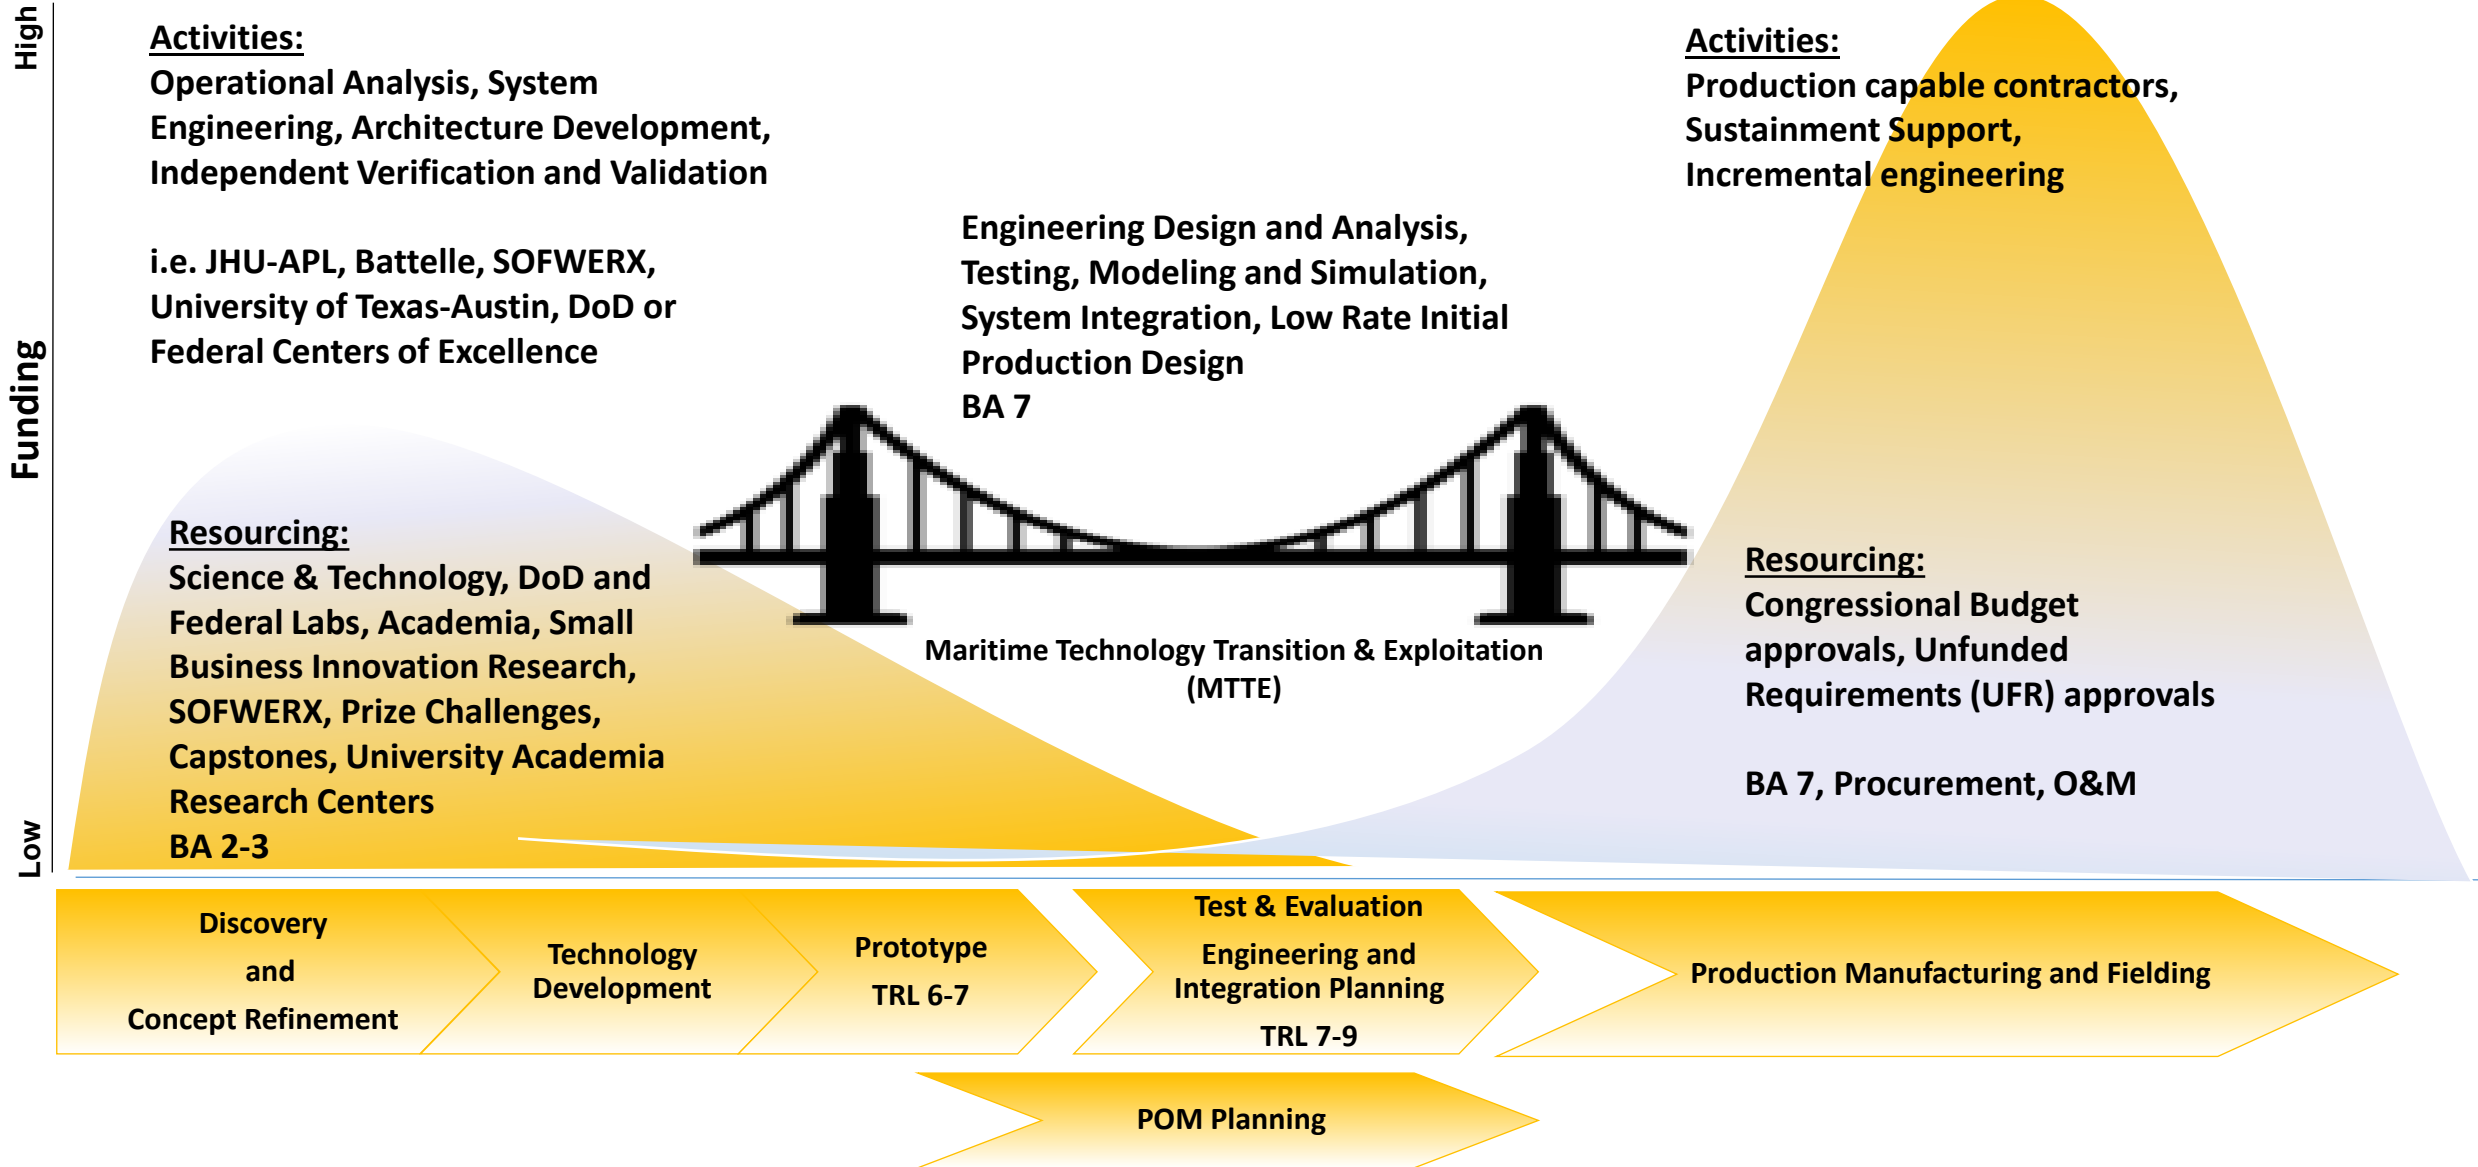 High
Funding
Low
Activities:
Operational Analysis, System
Engineering, Architecture Development,
Independent Verification and Validation
i.e. JHU-APL, Battelle, SOFWERX,
University of Texas-Austin, DoD or
Federal Centers of Excellence
Resourcing:
Science & Technology, DoD and
Federal Labs, Academia, Small
Business Innovation Research,
SOFWERX, Prize Challenges,
Capstones, University Academia
Research Centers
BA 2-3
Engineering Design and Analysis,
Testing, Modeling and Simulation,
System Integration, Low Rate Initial
Production Design
BA 7
Maritime Technology Transition & Exploitation
(MTTE)
Activities:
Production capable contractors,
Sustainment Support,
Incremental engineering
Resourcing:
Congressional Budget
approvals, Unfunded
Requirements (UFR) approvals
BA 7, Procurement, O&M
Discovery
and
Concept Refinement
Technology
Development
Prototype
TRL 6-7
Test & Evaluation
Engineering and
Integration Planning
TRL 7-9
Production Manufacturing and Fielding
POM Planning